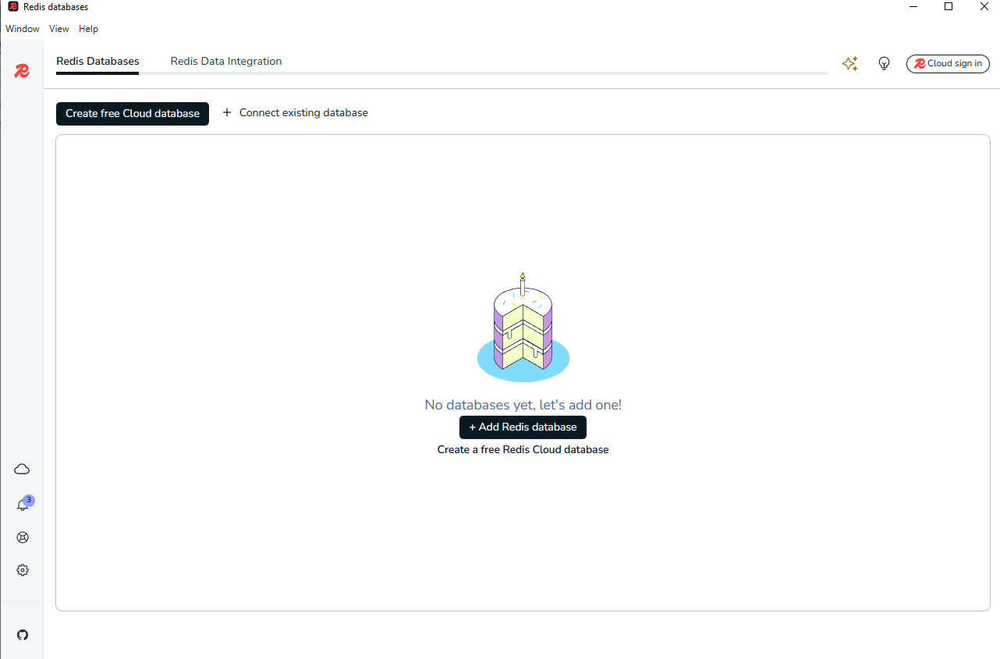 Redis databases
Window View Help
Redis Databases Redis Data Integration
Cloud sign in
Create free Cloud database + Connect existing database
No databases yet, let's add one!
+ Add Redis database
Create a free Redis Cloud database
3